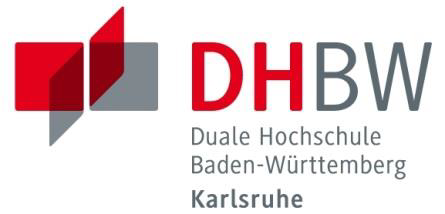 DHBW
Duale Hochschule
Baden-Württemberg
Karlsruhe